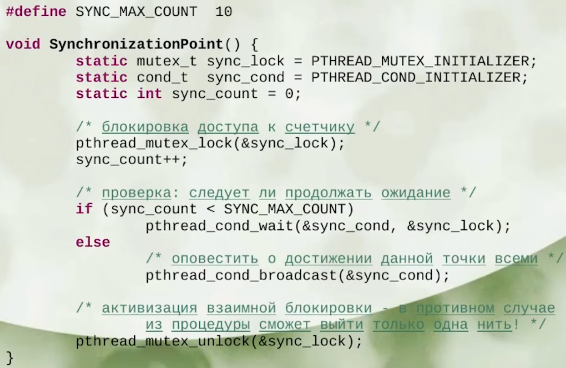 #define SYNC_MAX_COUNT  10
void SynchronizationPoint() {
static mutex_t sync_lock = PTHREAD_MUTEX_INITIALIZER;
static cond_t  sync_cond = PTHREAD_COND_INITIALIZER;
static int sync_count = 0;
/* блокировка доступа к счетчику */
pthread_mutex_lock(&sync_lock);
sync_count++;
/* проверка: следует ли продолжать ожидание */
if (sync_count < SYNC_MAX_COUNT)
pthread_cond_wait(&sync_cond, &sync_lock);
else
/* оповестить о достижении данной точки всеми */
pthread_cond_broadcast(&sync_cond);
/* активизация взаимной блокировки - в противном случае
из процедуры сможет выйти только одна нить! */
pthread_mutex_unlock(&sync_lock);
}